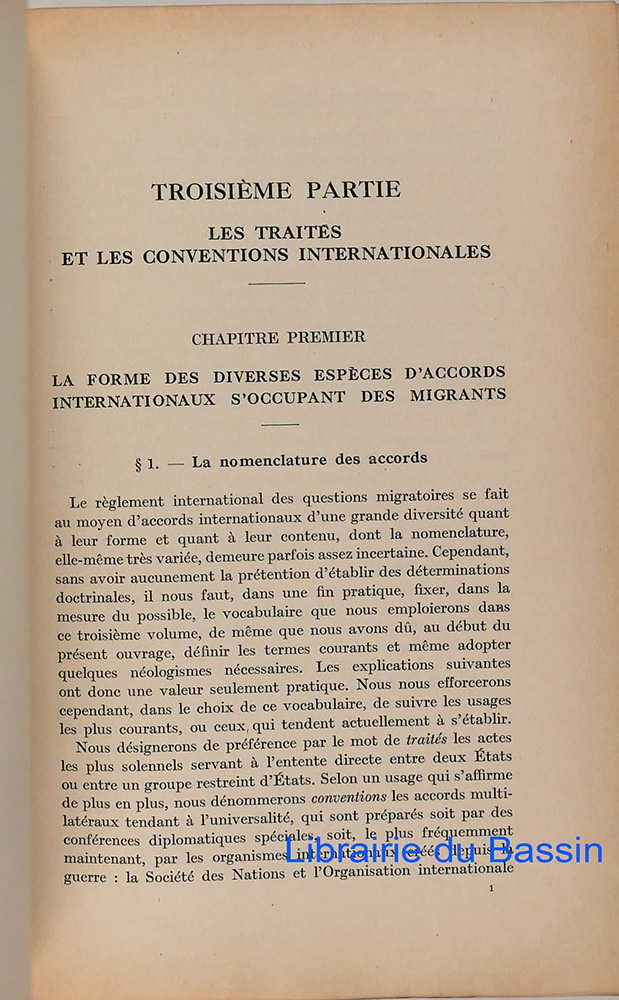 TROISIÈME PARTIE
LES TRAITÉS
ET LES CONVENTIONS INTERNATIONALES
CHAPITRE PREMIER
LA FORME DES DIVERSES ESPÈCES D'ACCORDS
INTERNATIONAUX S'OCCUPANT DES MIGRANTS
§ 1. — La nomenclature des accords
Le règlement international des questions migratoires se fait
au moyen d'accords internationaux d'une grande diversité quant
à leur forme et quant à leur contenu, dont la nomenclature,
elle-même très variée, demeure parfois assez incertaine. Cependant,
sans avoir aucunement la prétention d'établir des déterminations
doctrinales, il nous faut, dans une fin pratique, fixer, dans la
mesure du possible, le vocabulaire que nous emploierons dans
ce troisième volume, de même que nous avons dû, au début du
présent ouvrage, définir les termes courants et même adopter
quelques néologismes nécessaires. Les explications suivantes
ont donc une valeur seulement pratique. Nous nous efforcerons
cependant, dans le choix de ce vocabulaire, de suivre les usages
les plus courants, ou ceux qui tendent actuellement à s'établir.
Nous désignerons de préférence par le mot de traités les actes
les plus solennels servant à l'entente directe entre deux États
ou entre un groupe restreint d'États. Selon un usage qui s'affirme
de plus en plus, nous dénommerons conventions les accords multi-
latéraux tendant à l'universalité, qui sont préparés soit par des
conférences diplomatiques spéciales, soit, le plus fréquemment
maintenant, par les organismes internationaux créés depuis la
guerre : la Société des Nations et l'Organisation internationale
1
Librairie du Bassin